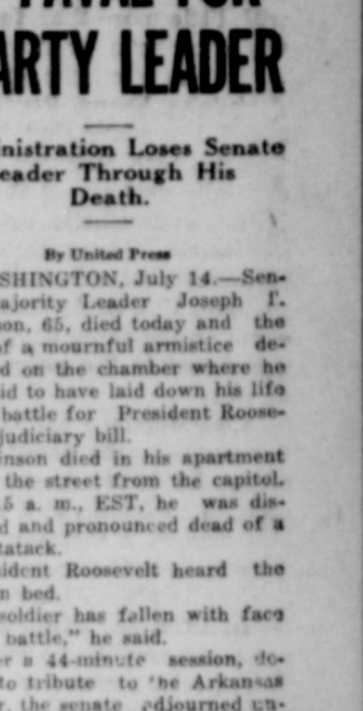 ARTY LEADER
nistration Loses Senate
eader Through His
Death.
By United Press
SHINGTON, July 14.—Sen-
ajority Leader Joseph T.
on, 65, died today and the
f a mournful armistice de-
d on the chamber where he
id to have laid down his life
battle for President Roose-
judiciary bill.
nson died in his apartment
the street from the capitol.
5 a. m., EST, he was dis-
d and pronounced dead of a
tatack.
ident Roosevelt heard the
n bed.
soldier has fallen with face
battle," he said.
r a 44-minute session, de-
to tribute to the Arkansas
r, the senate adjourned un-